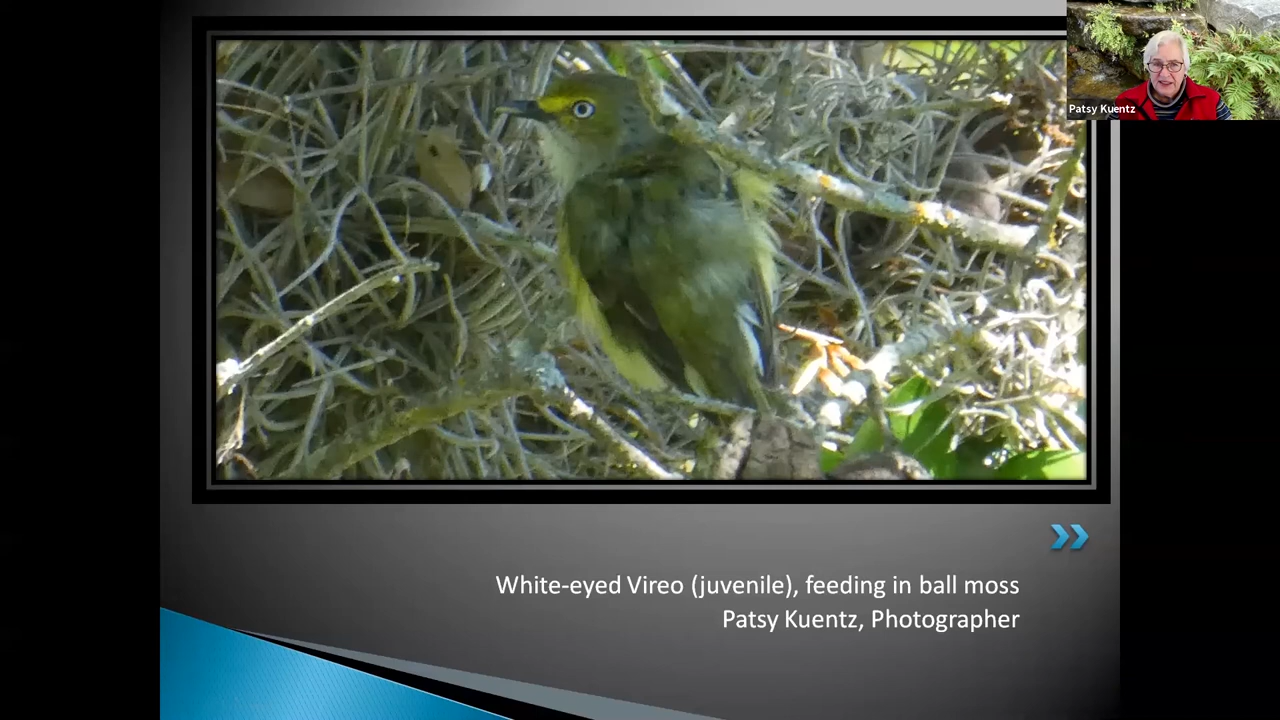 Patsy Kuentz
White-eyed Vireo (juvenile), feeding in ball moss
Patsy Kuentz, Photographer